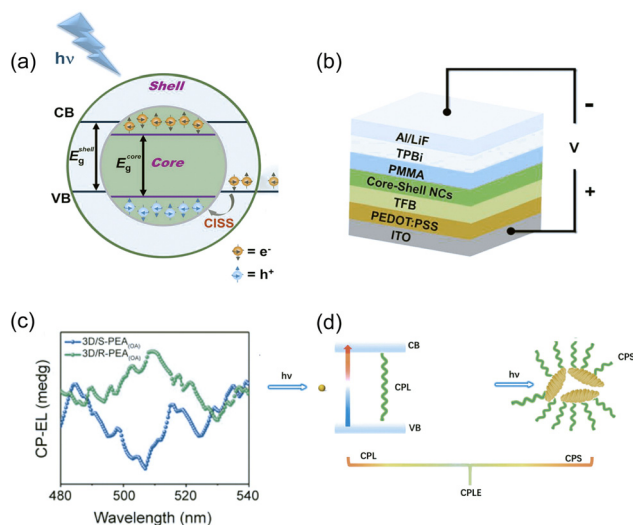 (a)
hν
Shell
CB
Eg^shell
Eg^core
Core
VB
CISS
= e-
= h+
(b)
-
V
+
Al/LiF
TPBi
PMMA
Core-Shell NCs
TFB
PEDOT:PSS
ITO
(c)
3D/S-PEA(OA)
3D/R-PEA(OA)
CP-EL (medg)
480 500 520 540
Wavelength (nm)
(d)
hν
CB
CPL
VB
hν
CPS
CPL CPS
CPLE